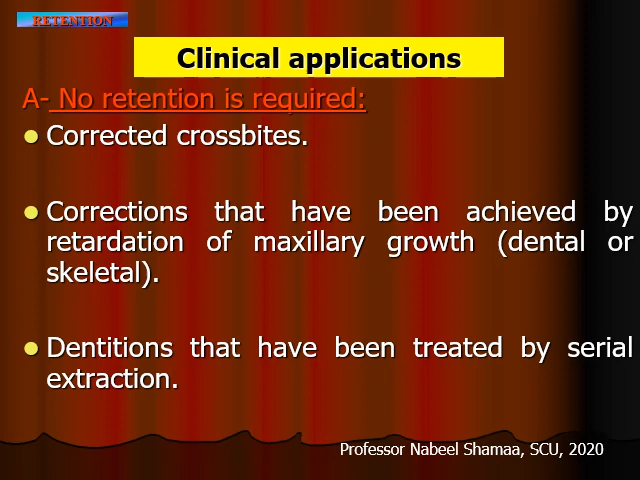 RETENTION
Clinical applications
A- No retention is required:
Corrected crossbites.
Corrections that have been achieved by
retardation of maxillary growth (dental or
skeletal).
Dentitions that have been treated by serial
extraction.
Professor Nabeel Shamaa, SCU, 2020